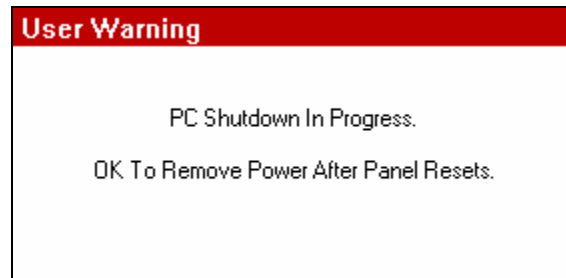 User Warning
PC Shutdown In Progress.
OK To Remove Power After Panel Resets.